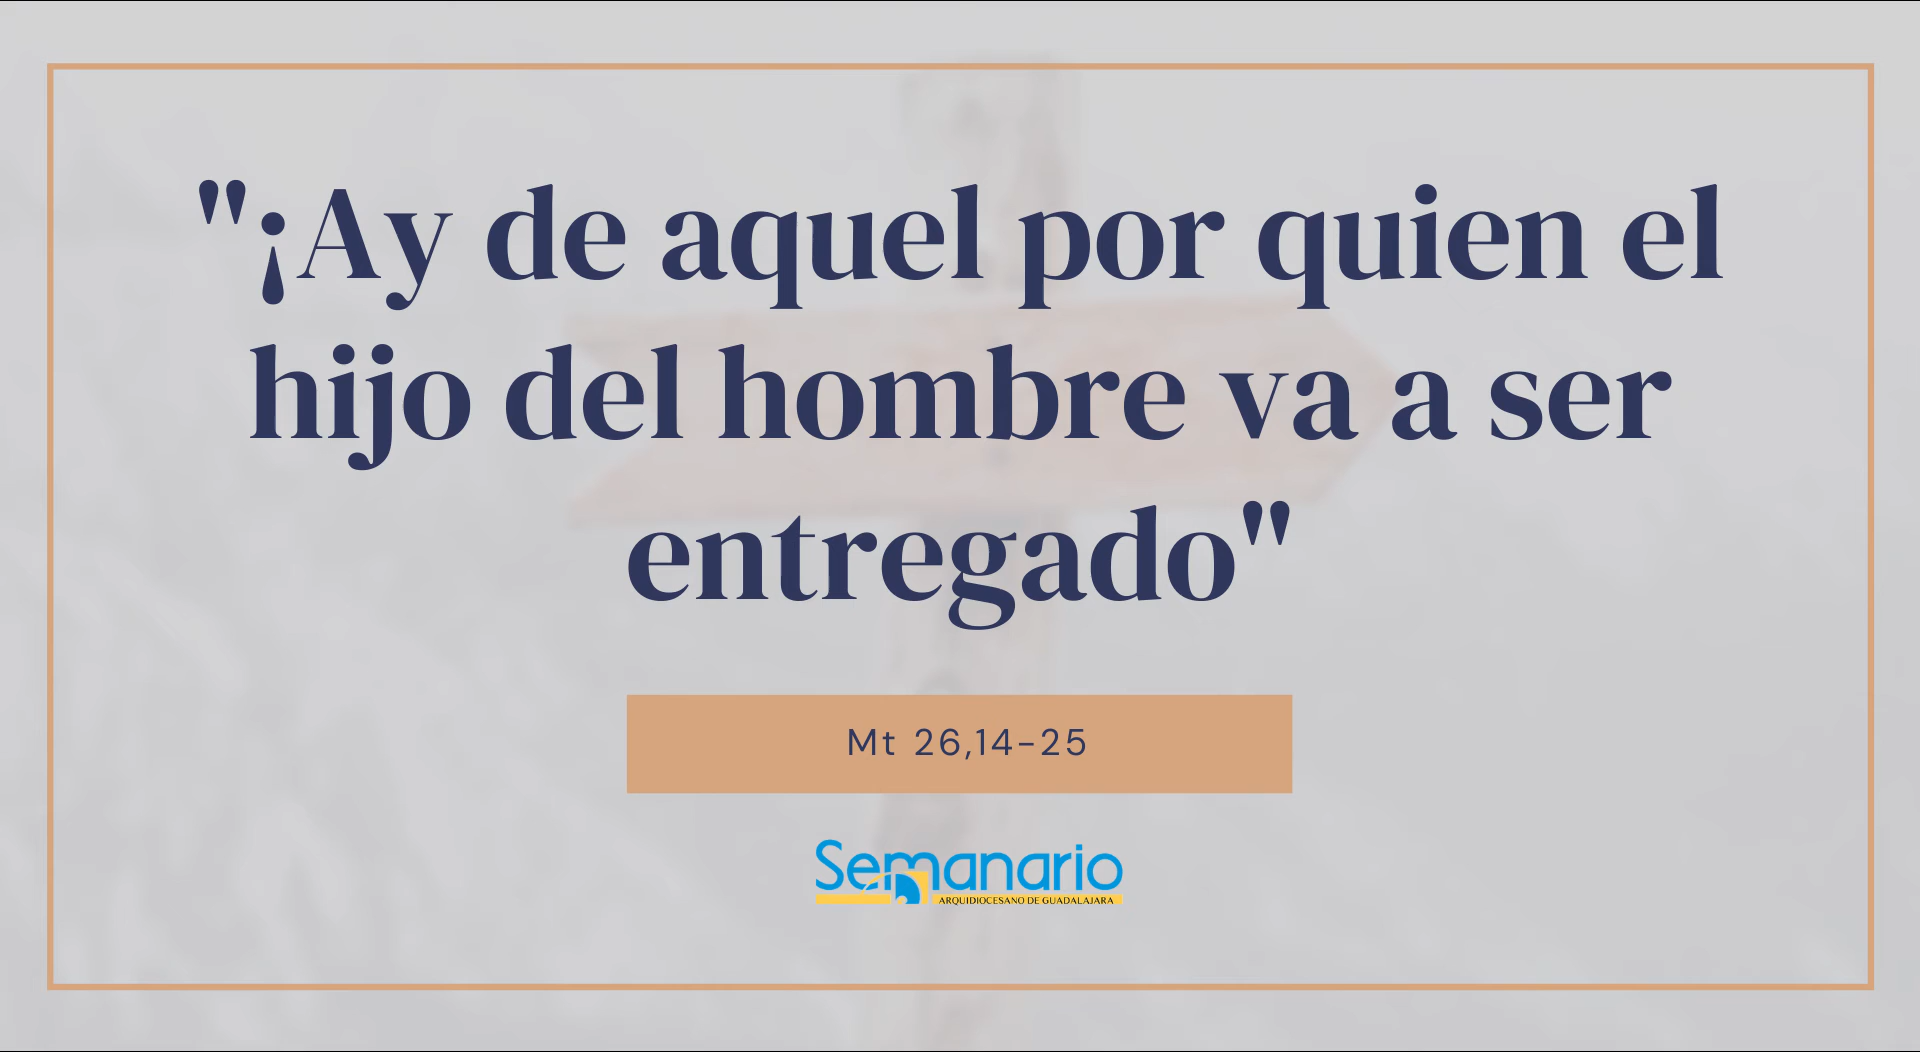 "¡Ay de aquel por quien el
hijo del hombre va a ser
entregado"
Mt 26,14-25
Semanario
ARQUIDIOCESANO DE GUADALAJARA